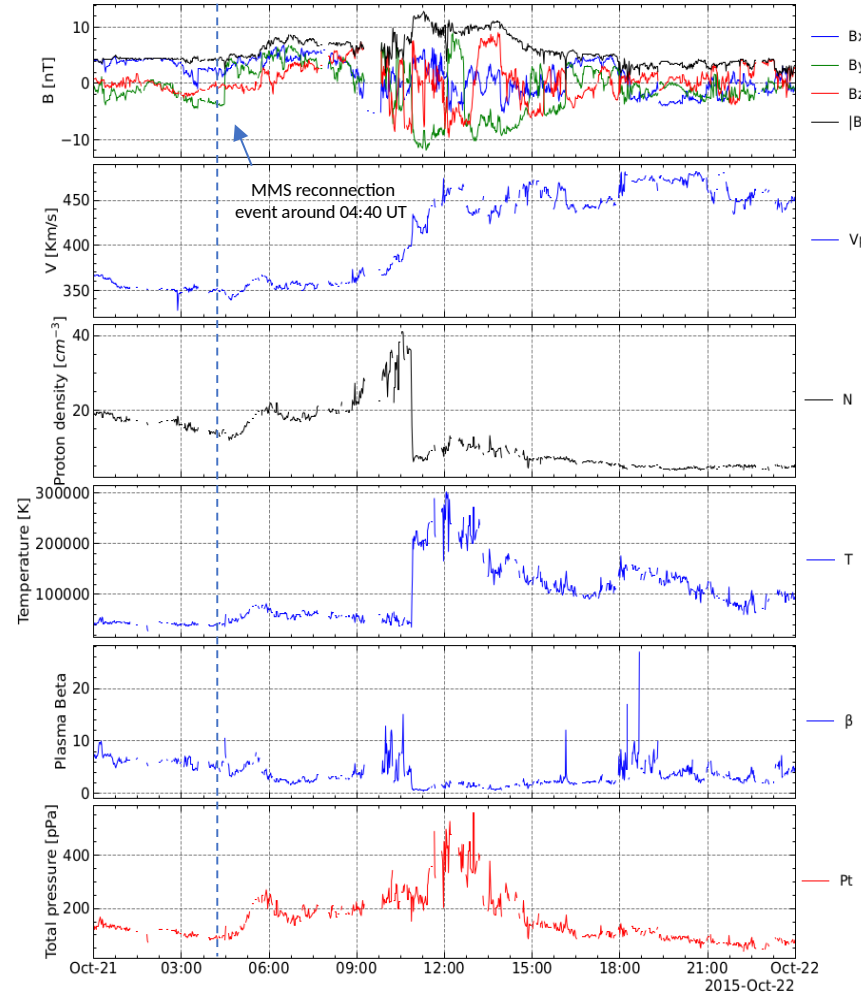 10
0
−10
B [nT]
Bx
By
Bz
|B
MMS reconnection
event around 04:40 UT
450
400
350
V [Km/s]
V
40
20
Proton density [cm⁻³]
N
300000
200000
100000
Temperature [K]
T
20
10
0
Plasma Beta
β
400
200
Total pressure [pPa]
Pt
Oct-21 03:00 06:00 09:00 12:00 15:00 18:00 21:00 Oct-22
2015-Oct-22